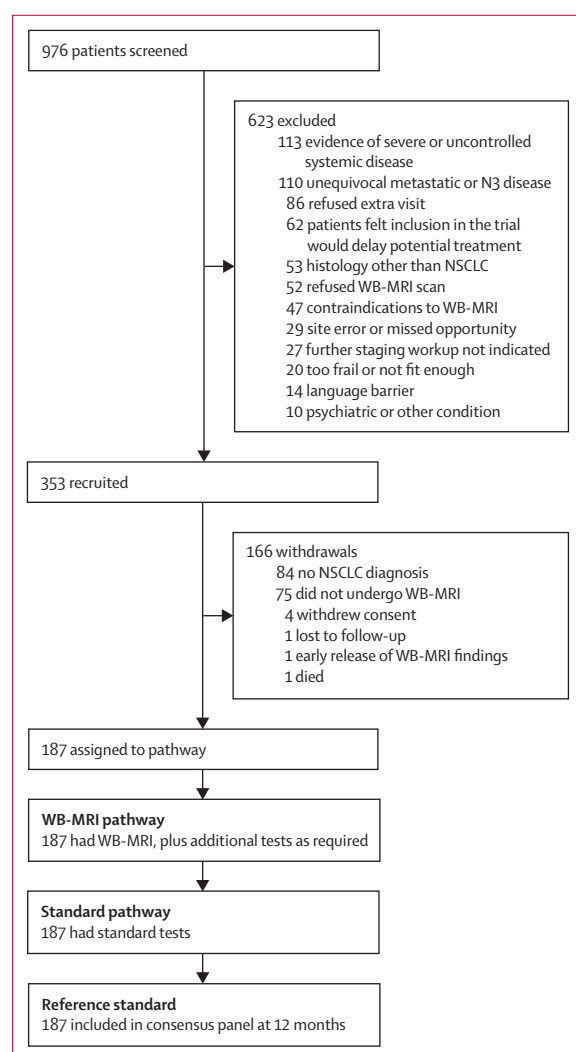 976 patients screened
623 excluded
113 evidence of severe or uncontrolled
systemic disease
110 unequivocal metastatic or N3 disease
86 refused extra visit
62 patients felt inclusion in the trial
would delay potential treatment
53 histology other than NSCLC
52 refused WB-MRI scan
47 contraindications to WB-MRI
29 site error or missed opportunity
27 further staging workup not indicated
20 too frail or not fit enough
14 language barrier
10 psychiatric or other condition
353 recruited
166 withdrawals
84 no NSCLC diagnosis
75 did not undergo WB-MRI
4 withdrew consent
1 lost to follow-up
1 early release of WB-MRI findings
1 died
187 assigned to pathway
WB-MRI pathway
187 had WB-MRI, plus additional tests as required
Standard pathway
187 had standard tests
Reference standard
187 included in consensus panel at 12 months